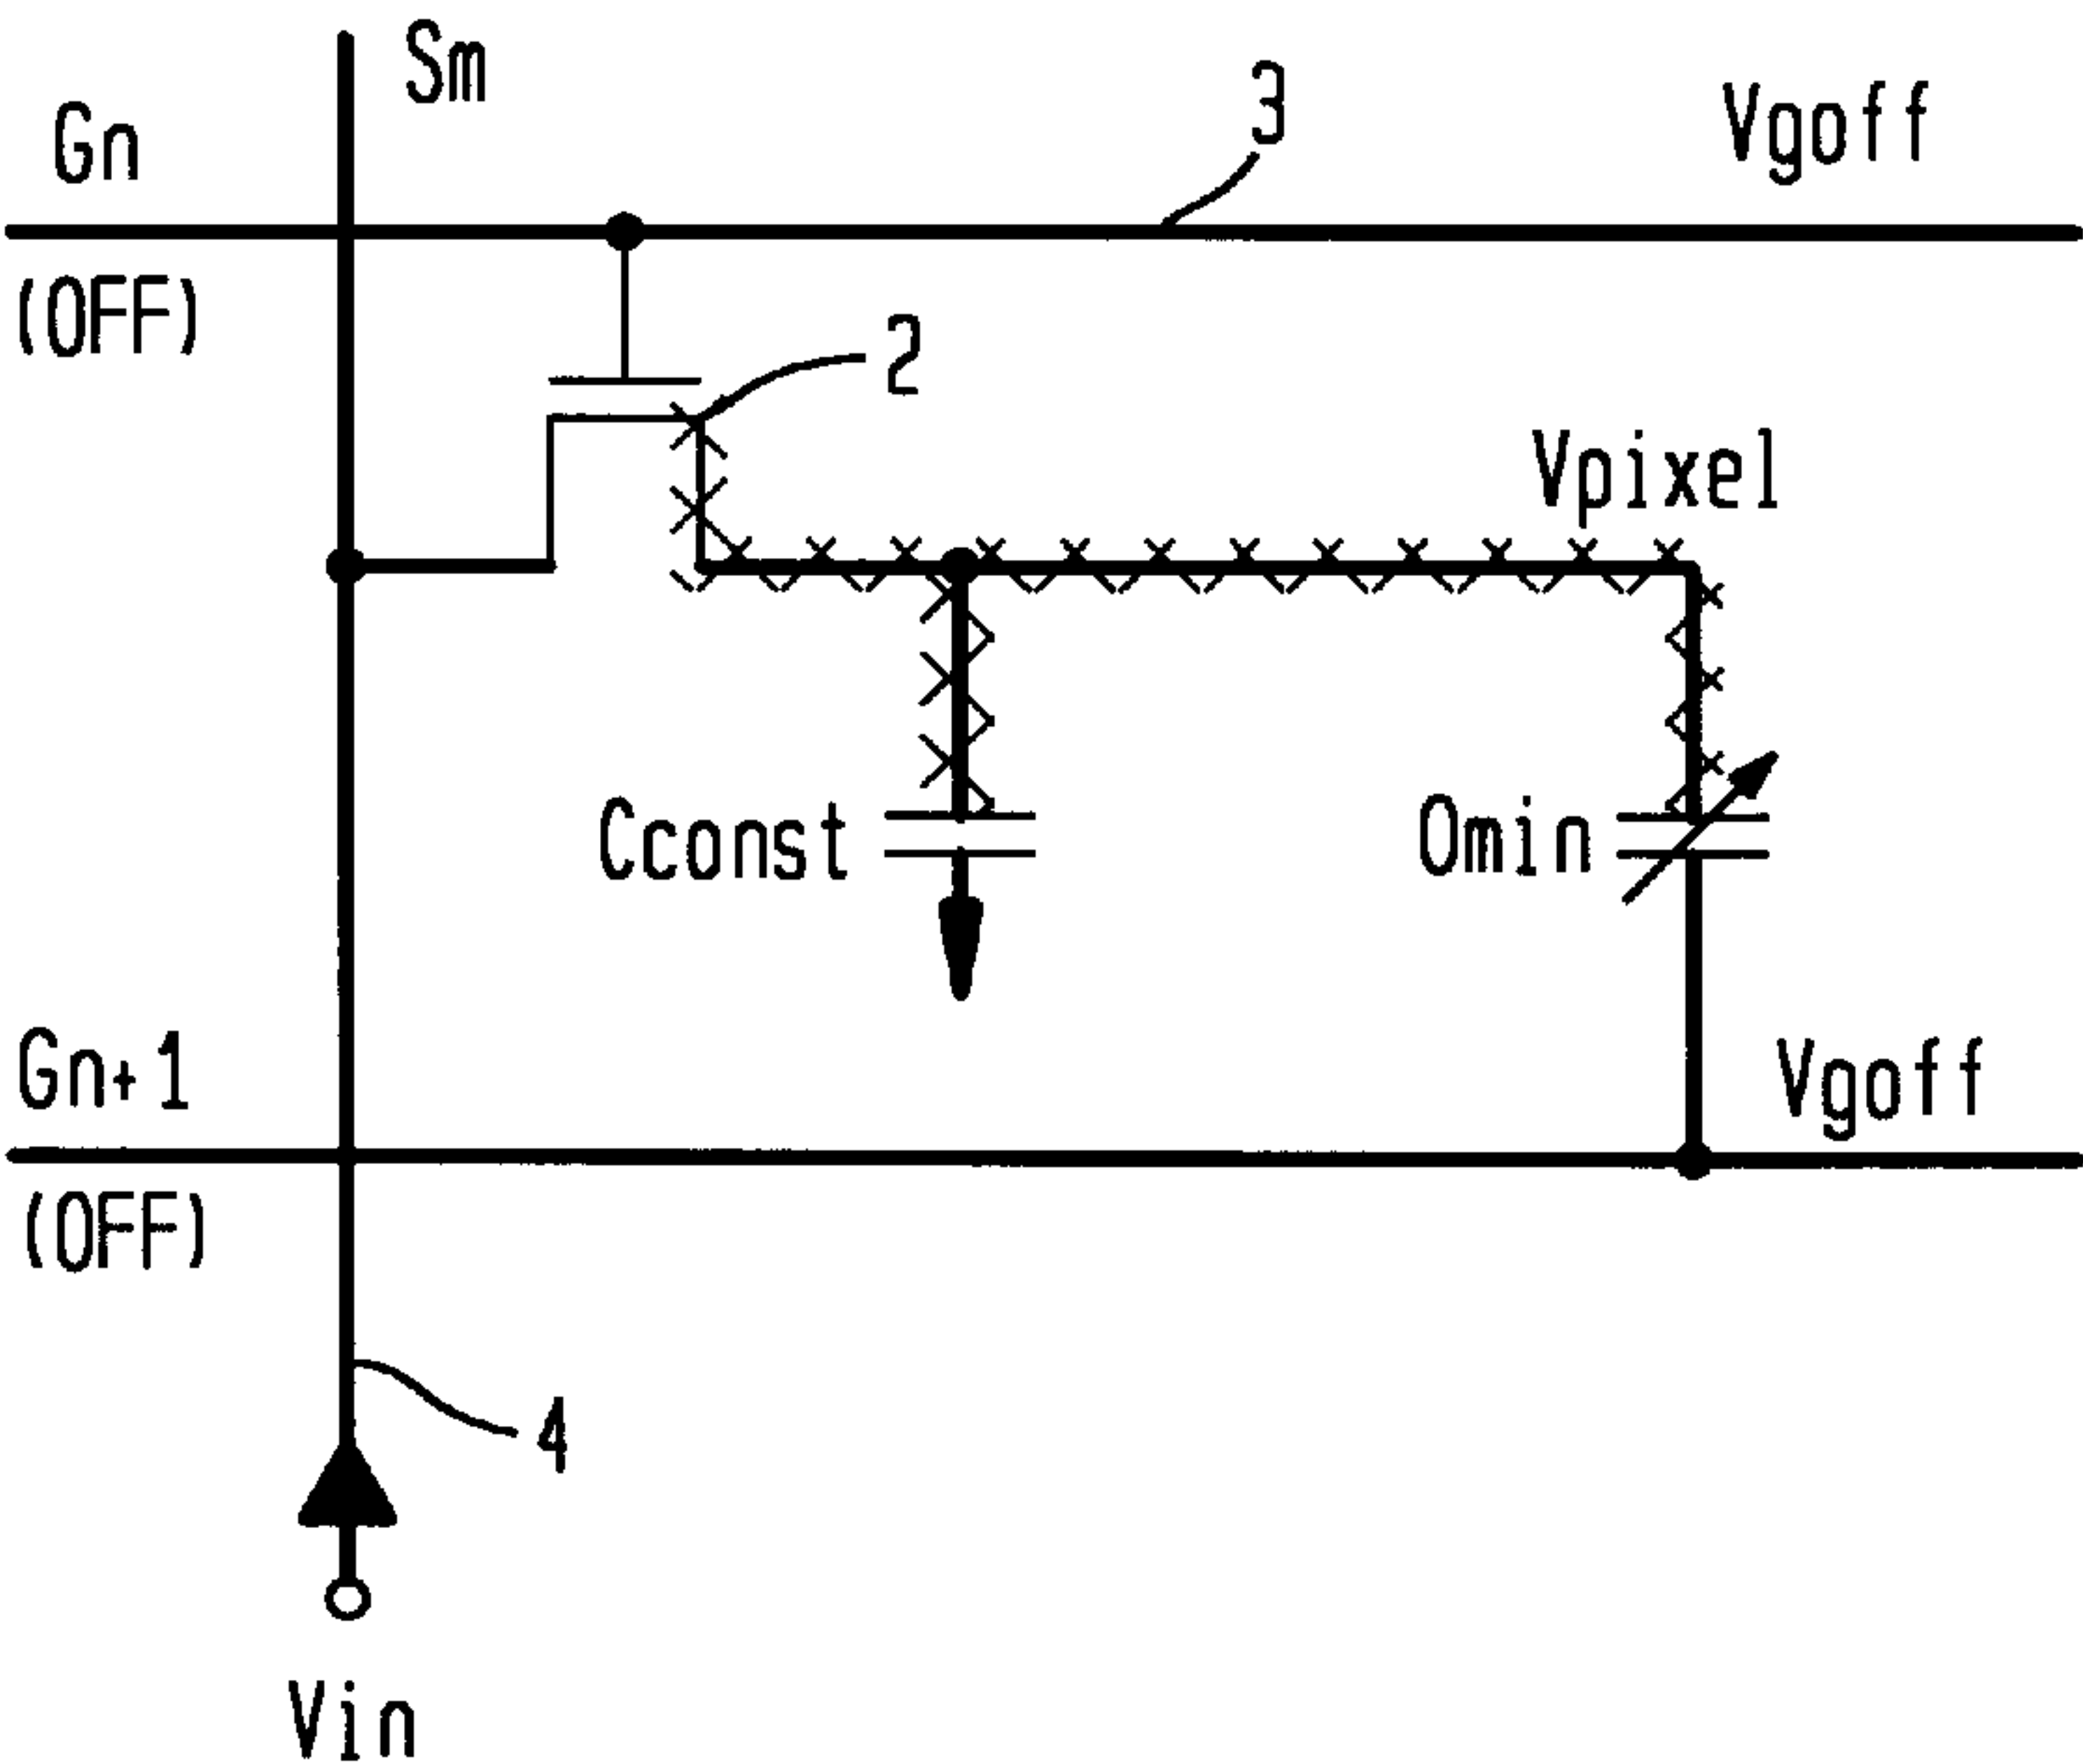 Sm
Gn
3
Vgoff
(OFF)
2
Vpixel
Cconst
Omin
Gn+1
Vgoff
(OFF)
4
Vin